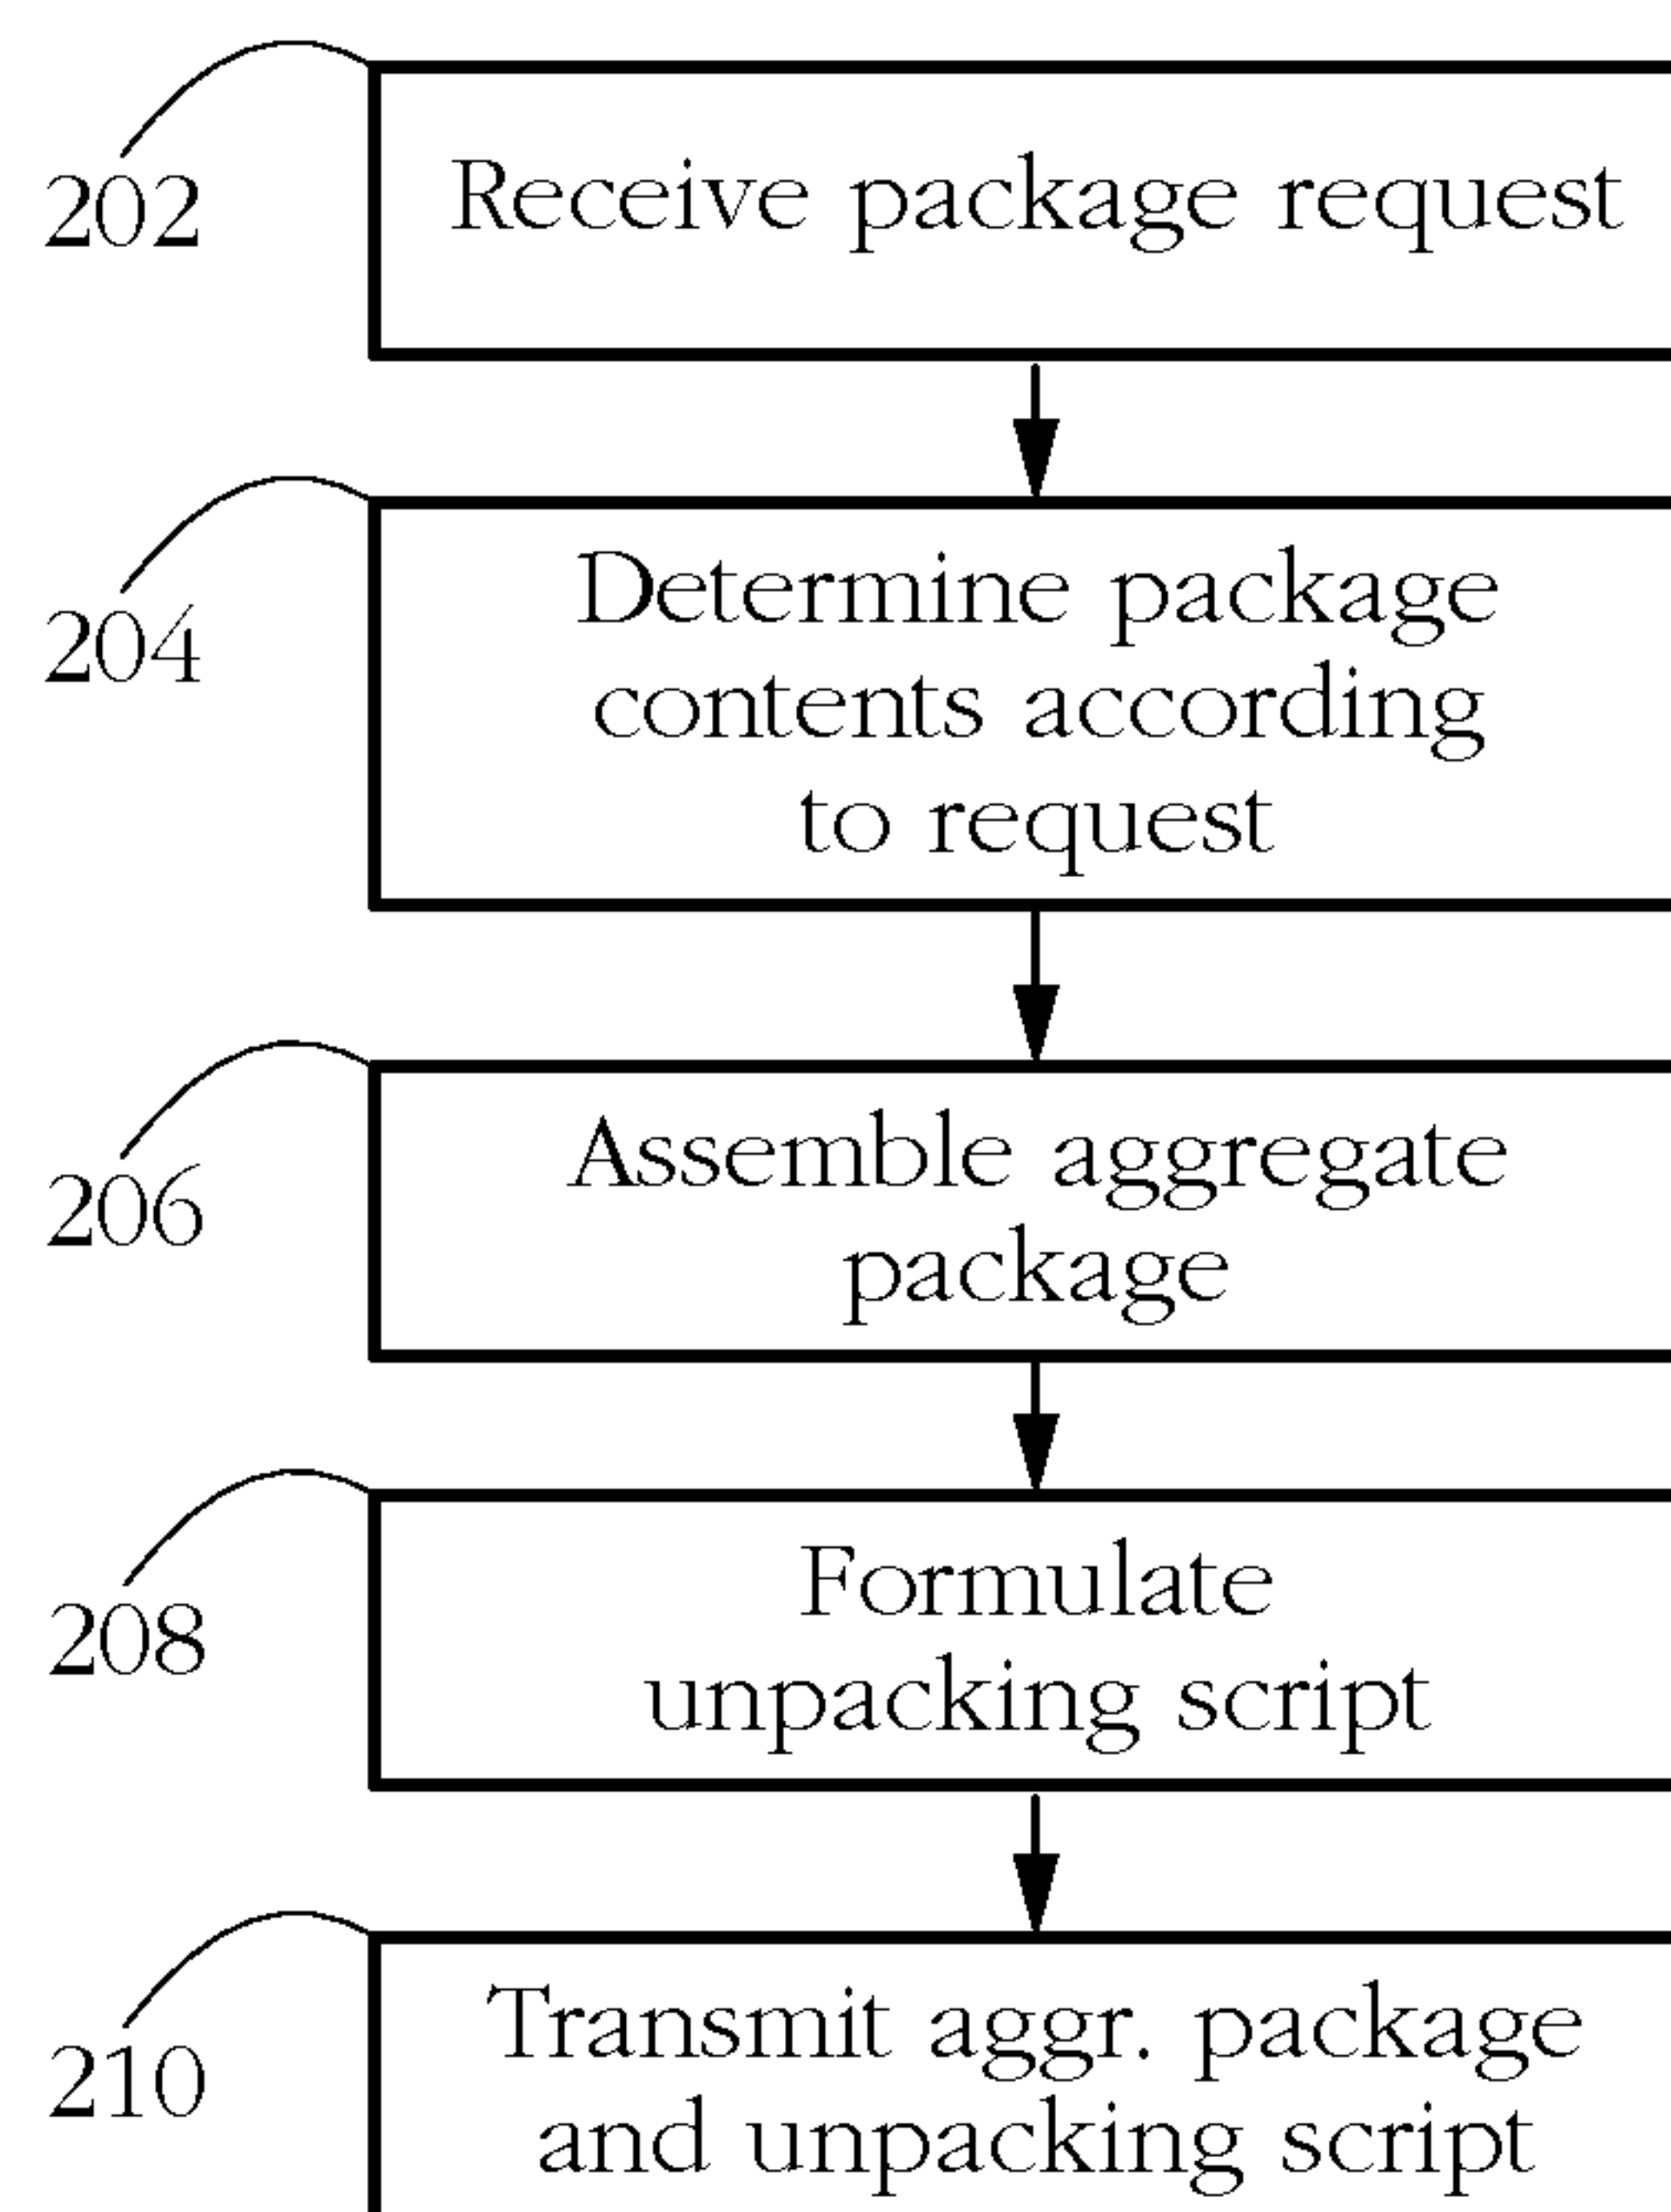 202
Receive package request
204
Determine package
contents according
to request
206
Assemble aggregate
package
208
Formulate
unpacking script
210
Transmit aggr. package
and unpacking script